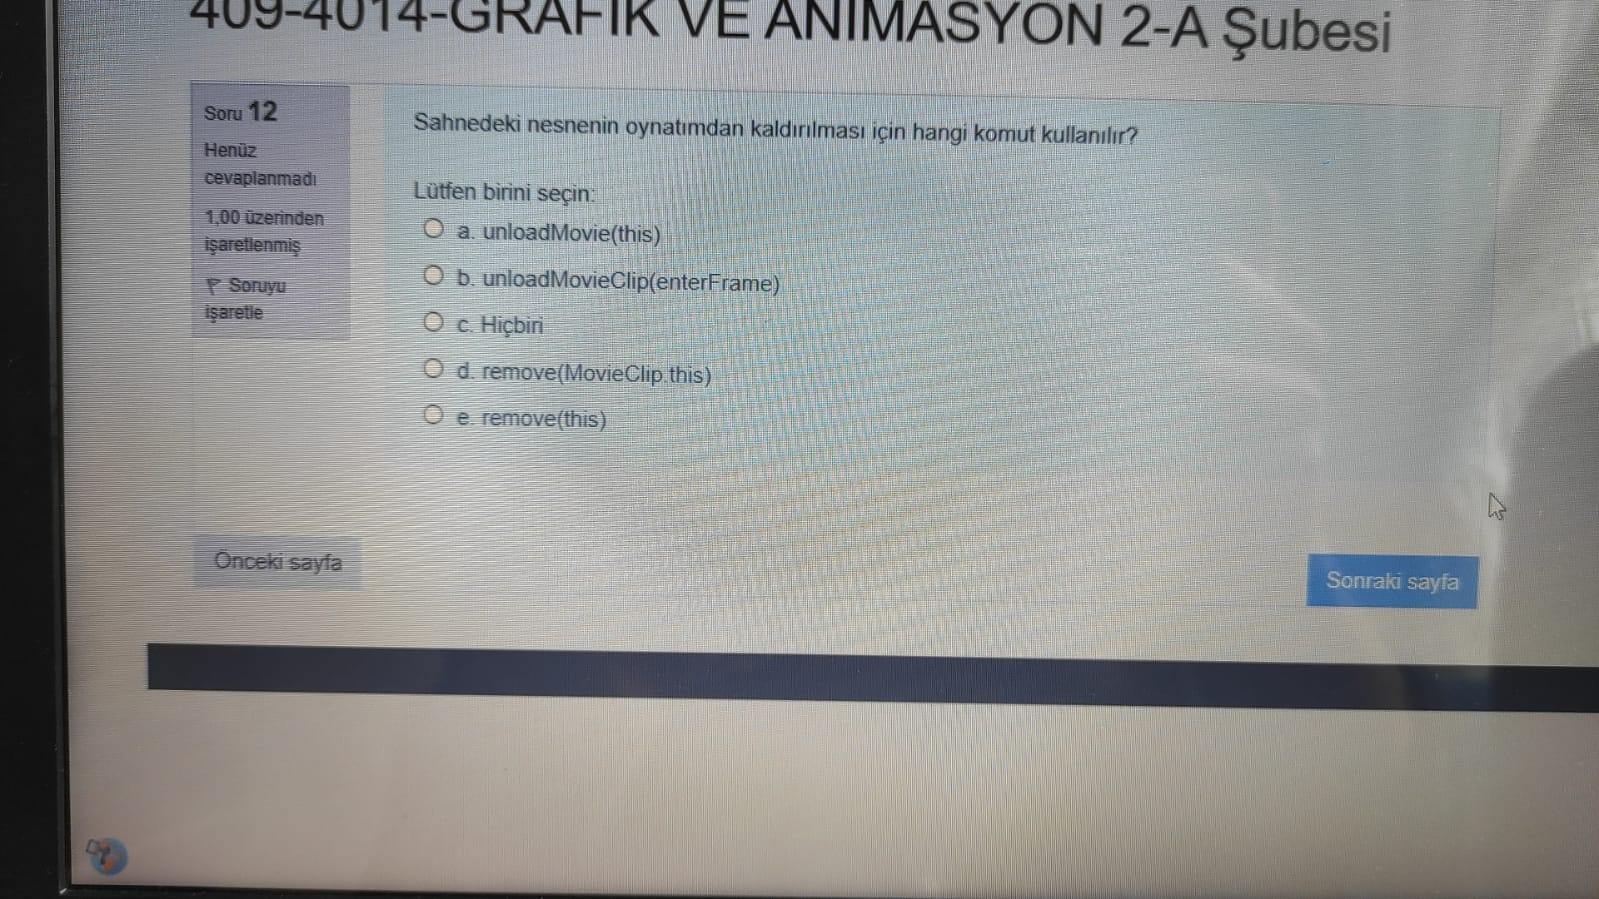 409-4014-GRAFİK VE ANİMASYON 2-A Şubesi
Soru 12
Henüz
cevaplanmadı
1,00 üzerinden
işaretlenmiş
Soruyu
işaretle
Sahnedeki nesnenin oynatımdan kaldırılması için hangi komut kullanılır?
Lütfen birini seçin:
a. unloadMovie(this)
b. unloadMovieClip(enterFrame)
c. Hiçbiri
d. remove(MovieClip.this)
e. remove(this)
Önceki sayfa
Sonraki sayfa